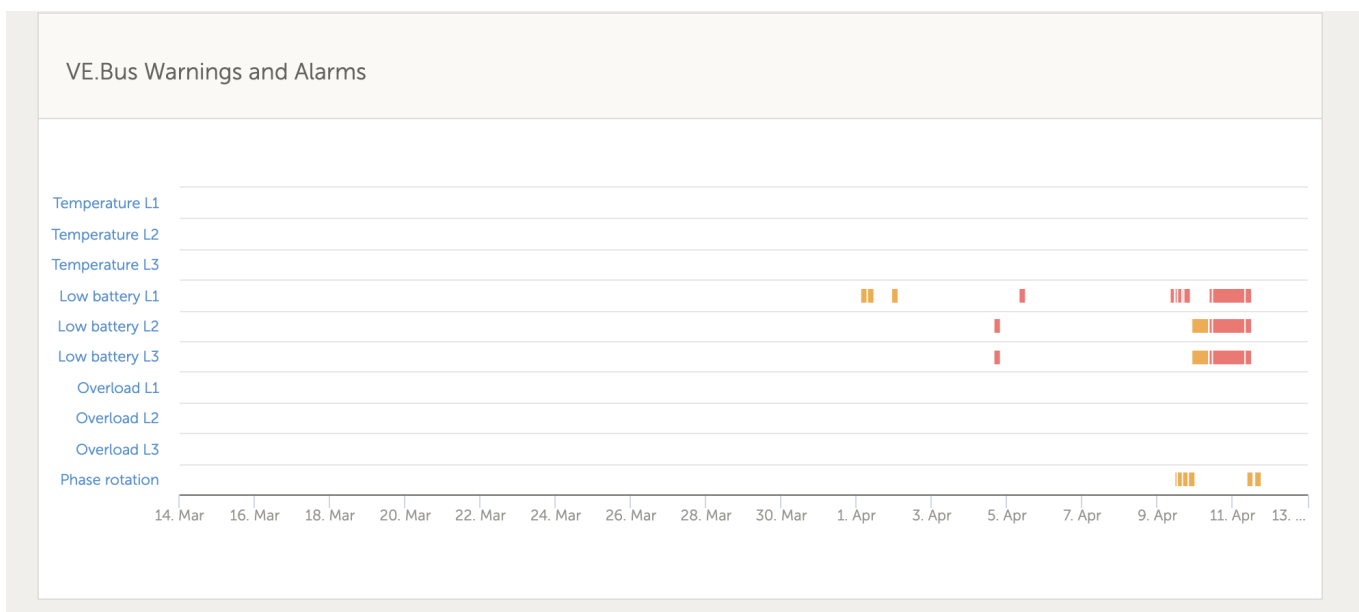 VE.Bus Warnings and Alarms
Temperature L1
Temperature L2
Temperature L3
Low battery L1
Low battery L2
Low battery L3
Overload L1
Overload L2
Overload L3
Phase rotation
14. Mar 16. Mar 18. Mar 20. Mar 22. Mar 24. Mar 26. Mar 28. Mar 30. Mar 1. Apr 3. Apr 5. Apr 7. Apr 9. Apr 11. Apr 13. ...